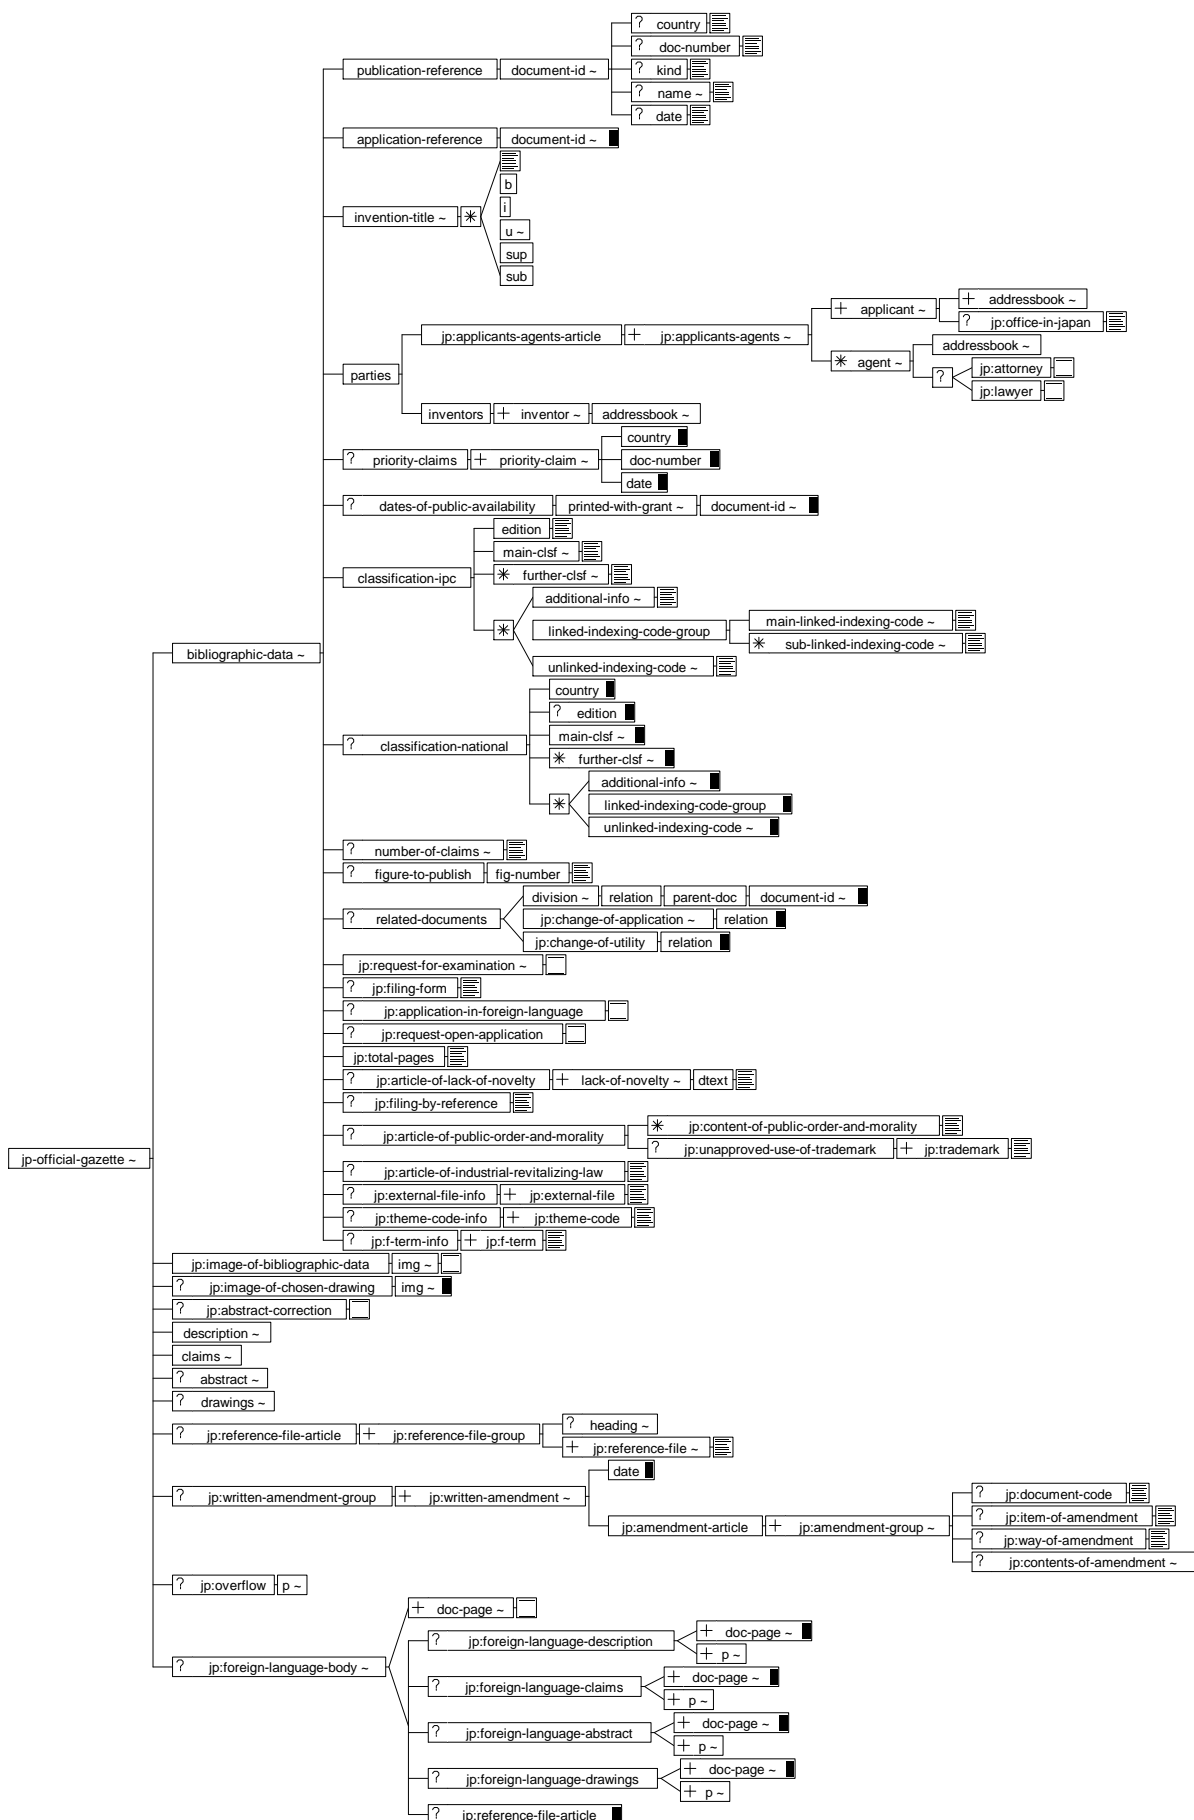 ? country
? doc-number
publication-reference document-id ~ ? kind
? name ~
? date
application-reference document-id ~
b
i
invention-title ~ *
u ~
sup
sub
+ addressbook ~
+ applicant ~
? jp:office-in-japan
jp:applicants-agents-article + jp:applicants-agents ~
addressbook ~
* agent ~
jp:attorney
parties
?
jp:lawyer
inventors + inventor ~ addressbook ~
country
? priority-claims + priority-claim ~ doc-number
date
? dates-of-public-availability printed-with-grant ~ document-id ~
edition
main-clsf ~
classification-ipc * further-clsf ~
additional-info ~
main-linked-indexing-code ~
* linked-indexing-code-group
* sub-linked-indexing-code ~
bibliographic-data ~
unlinked-indexing-code ~
country
? edition
main-clsf ~
? classification-national
* further-clsf ~
additional-info ~
* linked-indexing-code-group
unlinked-indexing-code ~
? number-of-claims ~
? figure-to-publish fig-number
division ~ relation parent-doc document-id ~
? related-documents jp:change-of-application ~ relation
jp:change-of-utility relation
jp:request-for-examination ~
? jp:filing-form
? jp:application-in-foreign-language
? jp:request-open-application
jp:total-pages
? jp:article-of-lack-of-novelty + lack-of-novelty ~ dtext
? jp:filing-by-reference
* jp:content-of-public-order-and-morality
? jp:article-of-public-order-and-morality
? jp:unapproved-use-of-trademark + jp:trademark
jp-official-gazette ~
? jp:article-of-industrial-revitalizing-law
? jp:external-file-info + jp:external-file
? jp:theme-code-info + jp:theme-code
? jp:f-term-info + jp:f-term
jp:image-of-bibliographic-data img ~
? jp:image-of-chosen-drawing img ~
? jp:abstract-correction
description ~
claims ~
? abstract ~
? drawings ~
? heading ~
? jp:reference-file-article + jp:reference-file-group
+ jp:reference-file ~
date
? jp:written-amendment-group + jp:written-amendment ~
? jp:document-code
? jp:item-of-amendment
jp:amendment-article + jp:amendment-group ~
? jp:way-of-amendment
? jp:contents-of-amendment ~
? jp:overflow p ~
+ doc-page ~
+ doc-page ~
? jp:foreign-language-description
+ p ~
? jp:foreign-language-body ~
+ doc-page ~
? jp:foreign-language-claims
+ p ~
+ doc-page ~
? jp:foreign-language-abstract
+ p ~
+ doc-page ~
? jp:foreign-language-drawings
+ p ~
? jp:reference-file-article